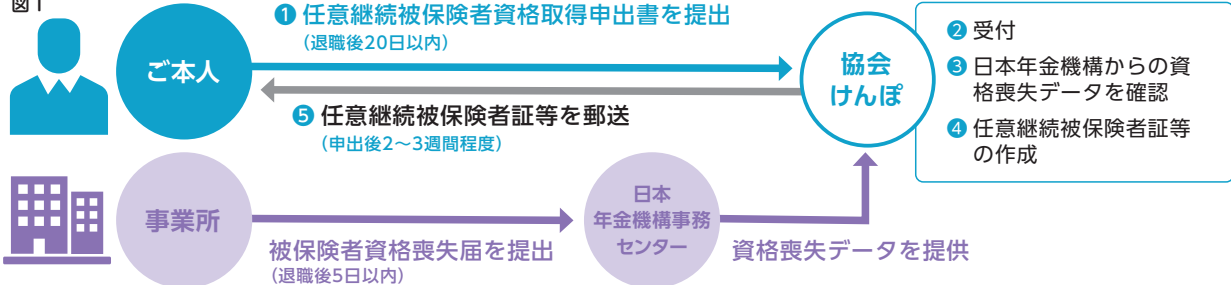 図1
❶ 任意継続被保険者資格取得申出書を提出
(退職後20日以内)
ご本人
協会
けんぽ
❷ 受付
❸ 日本年金機構からの資
格喪失データを確認
❹ 任意継続被保険者証等
の作成
❺ 任意継続被保険者証等を郵送
(申出後2〜3週間程度)
事業所
被保険者資格喪失届を提出
(退職後5日以内)
日本
年金機構事務
センター
資格喪失データを提供